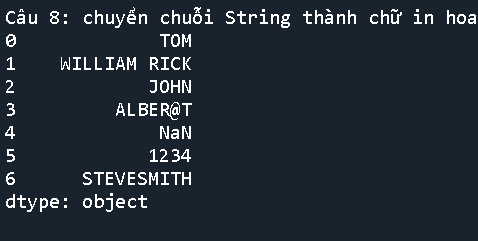 Câu 8: chuyển chuỗi String thành chữ in hoa
0 TOM
1 WILLIAM RICK
2 JOHN
3 ALBER@T
4 NaN
5 1234
6 STEVESMITH
dtype: object